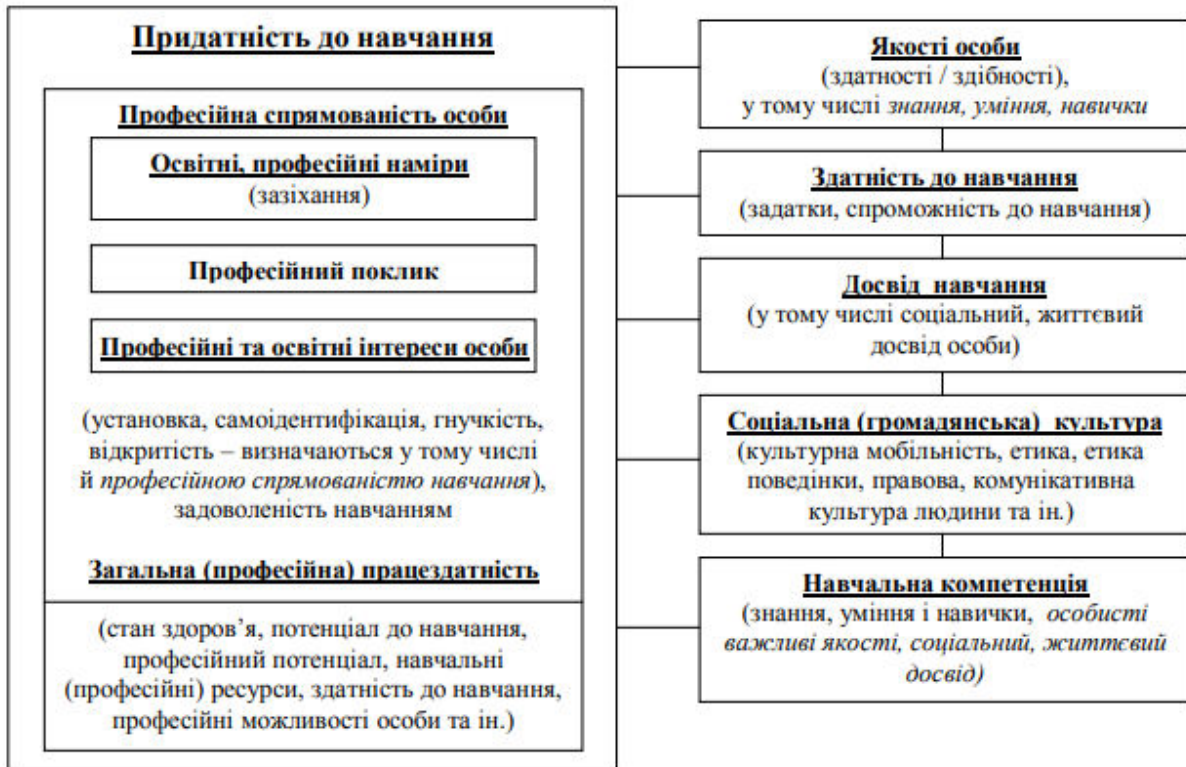 Придатність до навчання
Професійна спрямованість особи
Освітні, професійні наміри
(зазіхання)
Професійний поклик
Професійні та освітні інтереси особи
(установка, самоідентифікація, гнучкість,
відкритість – визначаються у тому числі
й професійною спрямованістю навчання),
задоволеність навчанням
Загальна (професійна) працездатність
(стан здоров’я, потенціал до навчання,
професійний потенціал, навчальні
(професійні) ресурси, здатність до навчання,
професійні можливості особи та ін.)
Якості особи
(здатності / здібності),
у тому числі знання, уміння, навички
Здатність до навчання
(задатки, спроможність до навчання)
Досвід навчання
(у тому числі соціальний, життєвий
досвід особи)
Соціальна (громадянська) культура
(культурна мобільність, етика, етика
поведінки, правова, комунікативна
культура людини та ін.)
Навчальна компетенція
(знання, уміння і навички, особисті
важливі якості, соціальний, життєвий
досвід)